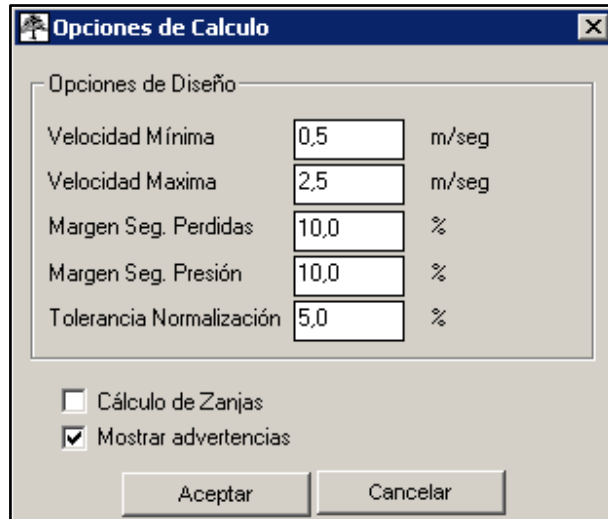 Opciones de Calculo
Opciones de Diseño
Velocidad Mínima 0,5 m/seg
Velocidad Maxima 2,5 m/seg
Margen Seg. Perdidas 10,0 %
Margen Seg. Presión 10,0 %
Tolerancia Normalización 5,0 %
Cálculo de Zanjas
Mostrar advertencias
Aceptar Cancelar